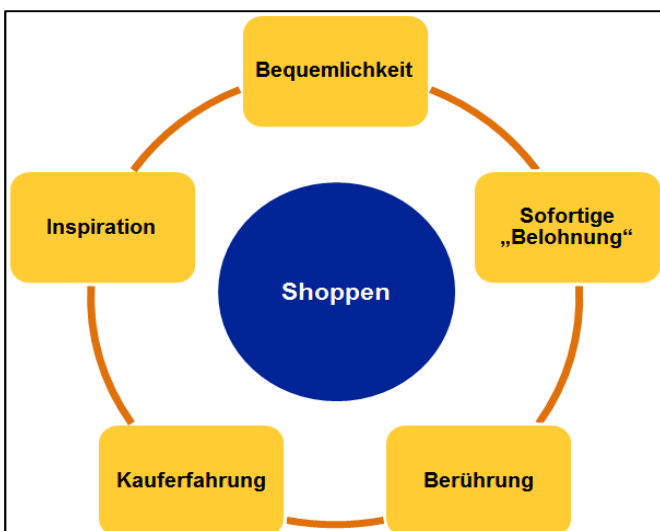 Bequemlichkeit
Sofortige
„Belohnung“
Berührung
Kauferfahrung
Inspiration
Shoppen